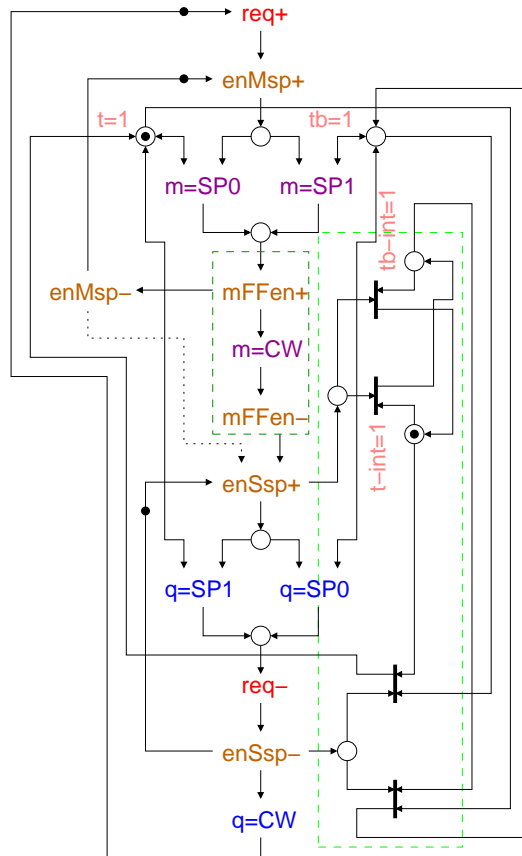 req+
enMsp+
t=1
tb=1
m=SP0
m=SP1
tb−int=1
enMsp−
mFFen+
m=CW
mFFen−
t−int=1
enSsp+
q=SP1
q=SP0
req−
enSsp−
q=CW